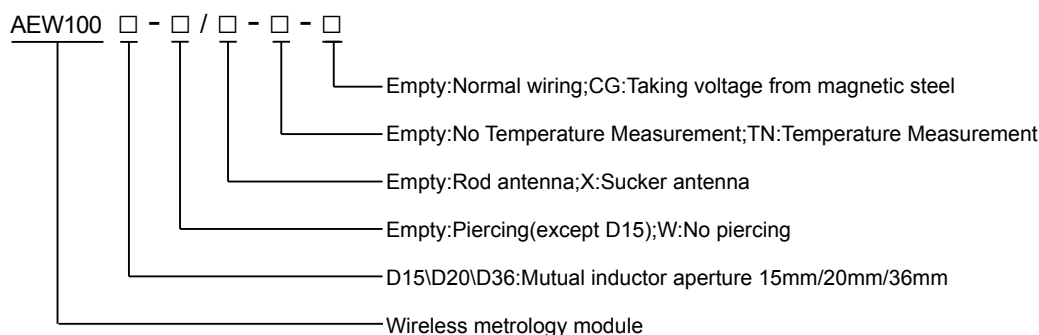 AEW100 □ - □ / □ - □ - □
Empty:Normal wiring;CG:Taking voltage from magnetic steel
Empty:No Temperature Measurement;TN:Temperature Measurement
Empty:Rod antenna;X:Sucker antenna
Empty:Piercing(except D15);W:No piercing
D15\D20\D36:Mutual inductor aperture 15mm/20mm/36mm
Wireless metrology module